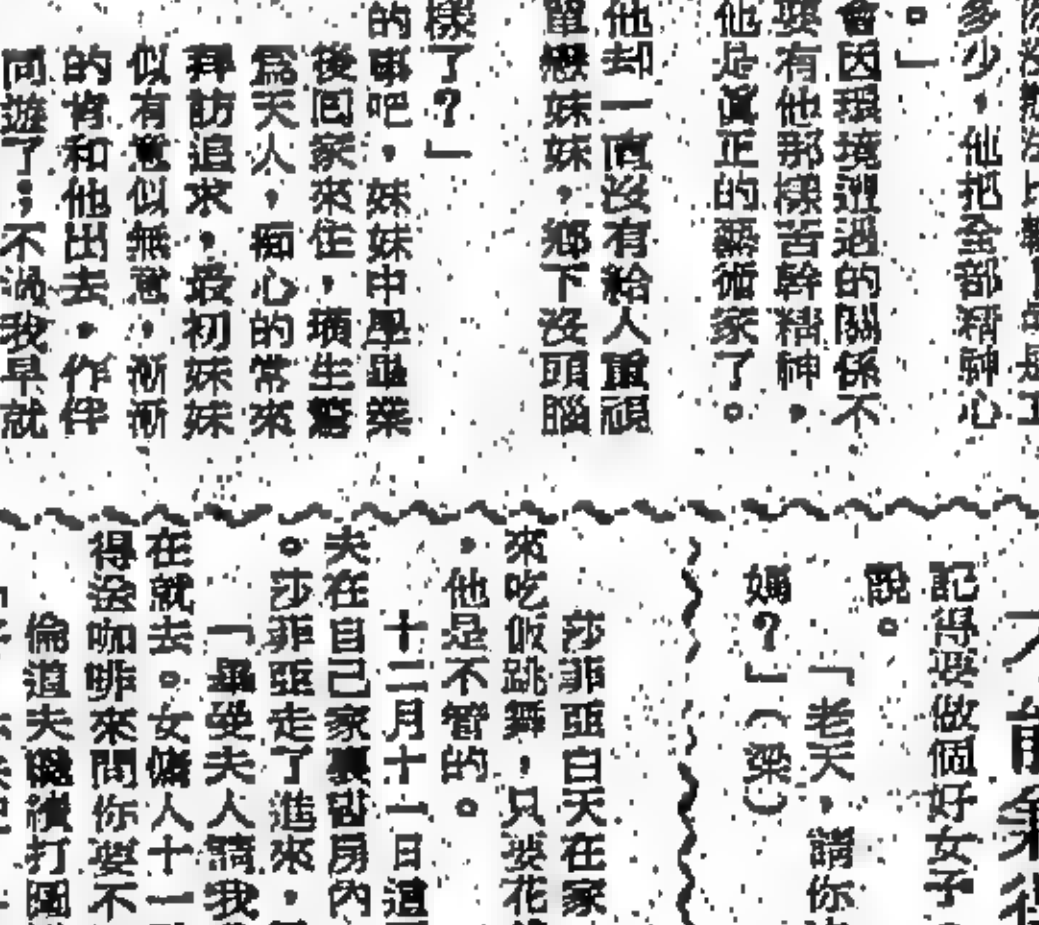 多少，他把全部精神心
。」
會因環境經過的關係不
要有他那樣苦幹精神，
他是眞正的藝術家了。
他却一直沒有給人重視
單戀妹妹，鄉下沒頭腦
樣了？」
的事吧，妹妹中學畢業
後囘家來住，瑣生驚
爲天人，痴心的常來
拜訪追求，最初妹妹
似有意似無意，漸漸
的肯和他出去，作伴
同遊了；不過我早就
記得要做個好女子
說。
「老天，請你
嗎？」（梁）
莎菲亞白天在家
來吃飯跳舞，只要花
，他是不管的。
十二月十一日這
夫在自己家裏書房內
。莎菲亞走了進來，
「畢斐夫人請我
在就去。女傭人十一
得送咖啡來問你要不
倫道夫繼續打圖